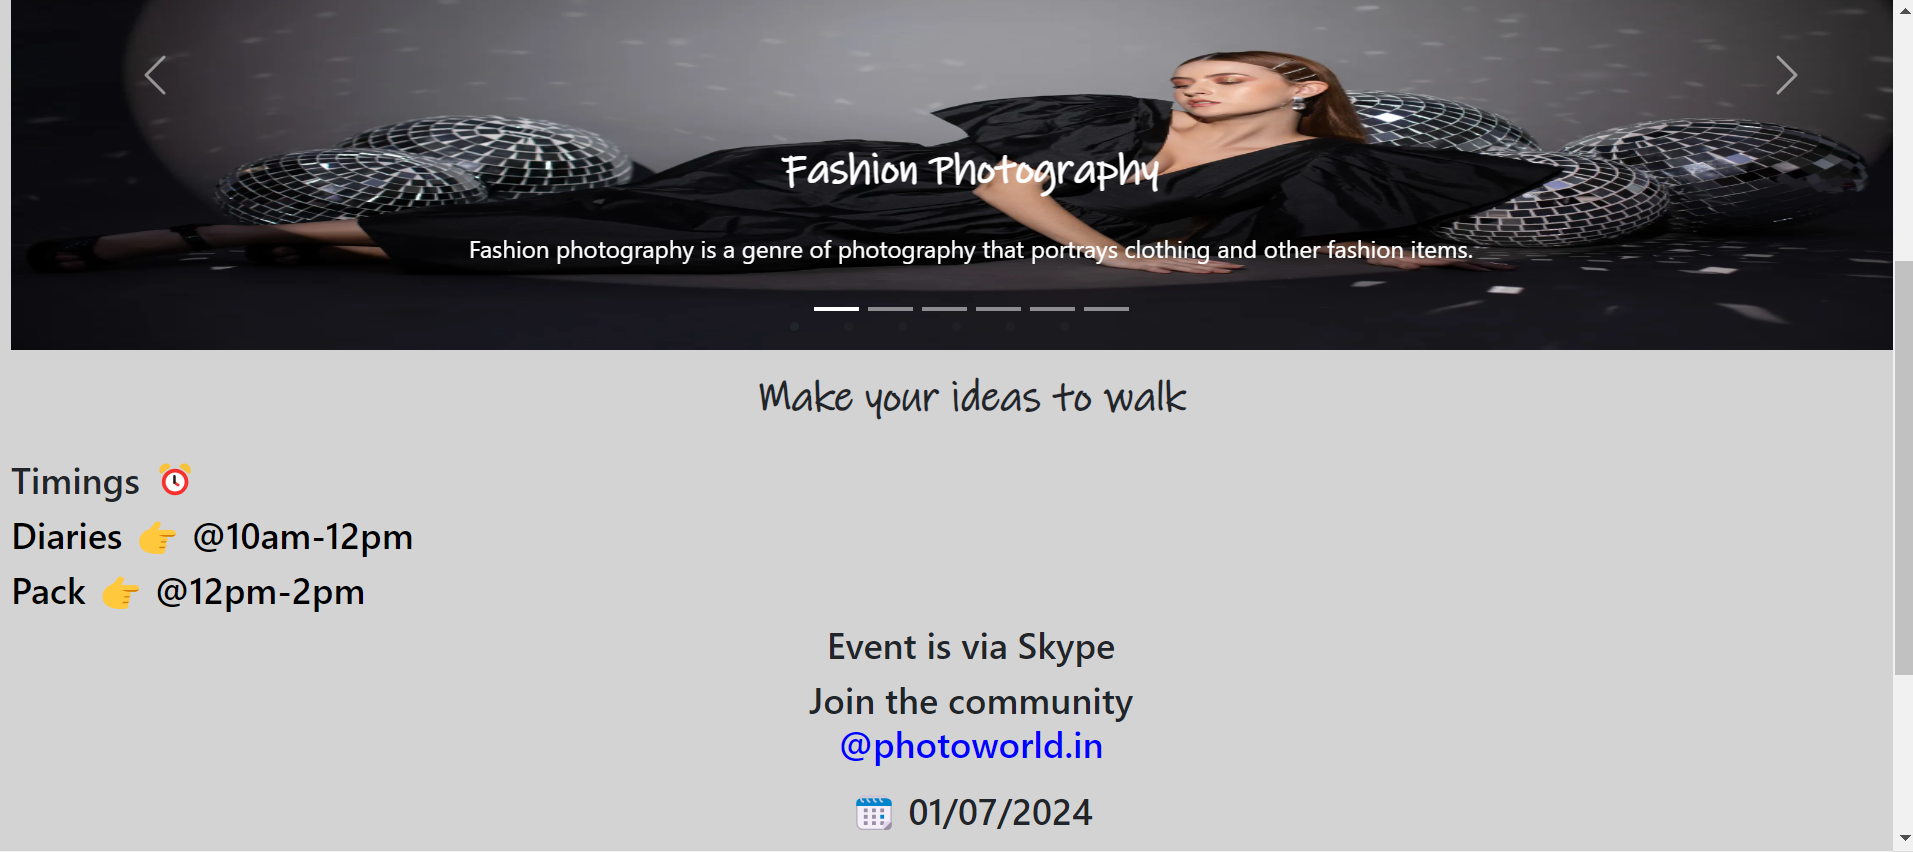 Fashion Photography
Fashion photography is a genre of photography that portrays clothing and other fashion items.
Make your ideas to walk
Timings ⏰
Diaries 👉 @10am-12pm
Pack 👉 @12pm-2pm
Event is via Skype
Join the community
@photoworld.in
01/07/2024